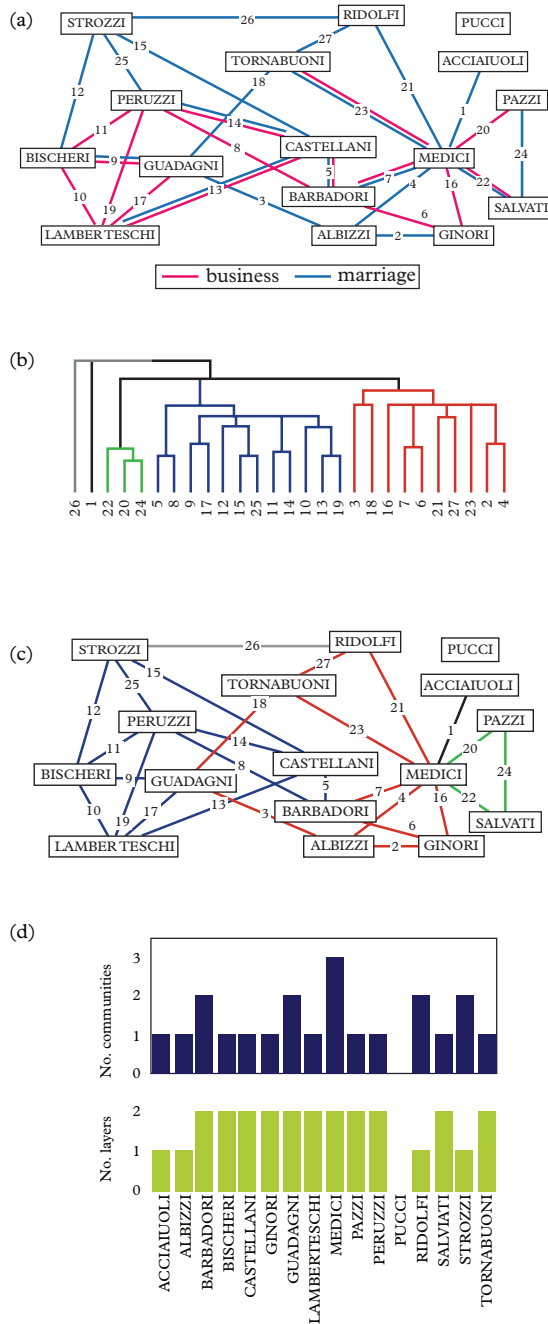 (a)
STROZZI
26
RIDOLFI
PUCCI
15
25
27
TORNABUONI
ACCIAIUOLI
18
21
12
PERUZZI
23
1
PAZZI
11
14
20
8
CASTELLANI
BISCHERI
9
GUADAGNI
MEDICI
24
5
7
4
10
17
13
BARBADORI
16
22
19
3
6
SALVATI
LAMBERTESCHI
ALBIZZI
2
GINORI
business
marriage
(b)
26 1 22 20 24 5 8 9 17 12 15 25 11 14 10 13 19 3 18 16 7 6 21 27 23 2 4
(c)
STROZZI
26
RIDOLFI
PUCCI
15
25
27
TORNABUONI
ACCIAIUOLI
18
21
12
PERUZZI
23
1
PAZZI
11
14
20
8
CASTELLANI
BISCHERI
9
GUADAGNI
MEDICI
24
5
7
4
10
17
13
BARBADORI
16
22
19
3
6
SALVATI
LAMBERTESCHI
ALBIZZI
2
GINORI
(d)
No. communities
3
2
1
0
No. layers
2
1
0
ACCIAIUOLI
ALBIZZI
BARBADORI
BISCHERI
CASTELLANI
GINORI
GUADAGNI
LAMBERTESCHI
MEDICI
PAZZI
PERUZZI
PUCCI
RIDOLFI
SALVIATI
STROZZI
TORNABUONI